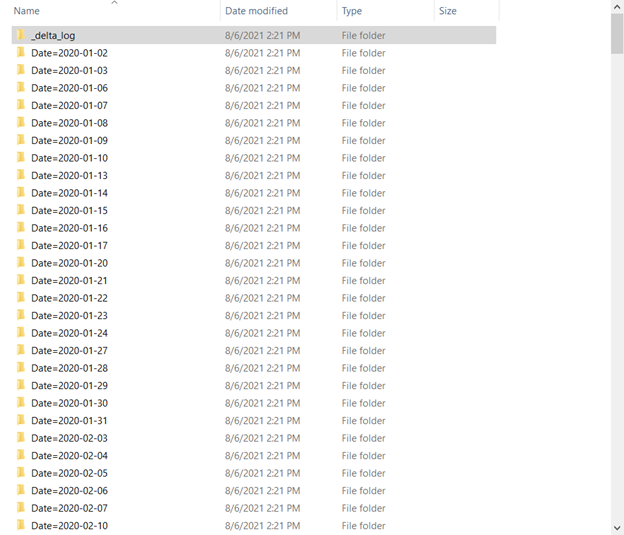 Name Date modified Type Size
_delta_log 8/6/2021 2:21 PM File folder
Date=2020-01-02 8/6/2021 2:21 PM File folder
Date=2020-01-03 8/6/2021 2:21 PM File folder
Date=2020-01-06 8/6/2021 2:21 PM File folder
Date=2020-01-07 8/6/2021 2:21 PM File folder
Date=2020-01-08 8/6/2021 2:21 PM File folder
Date=2020-01-09 8/6/2021 2:21 PM File folder
Date=2020-01-10 8/6/2021 2:21 PM File folder
Date=2020-01-13 8/6/2021 2:21 PM File folder
Date=2020-01-14 8/6/2021 2:21 PM File folder
Date=2020-01-15 8/6/2021 2:21 PM File folder
Date=2020-01-16 8/6/2021 2:21 PM File folder
Date=2020-01-17 8/6/2021 2:21 PM File folder
Date=2020-01-20 8/6/2021 2:21 PM File folder
Date=2020-01-21 8/6/2021 2:21 PM File folder
Date=2020-01-22 8/6/2021 2:21 PM File folder
Date=2020-01-23 8/6/2021 2:21 PM File folder
Date=2020-01-24 8/6/2021 2:21 PM File folder
Date=2020-01-27 8/6/2021 2:21 PM File folder
Date=2020-01-28 8/6/2021 2:21 PM File folder
Date=2020-01-29 8/6/2021 2:21 PM File folder
Date=2020-01-30 8/6/2021 2:21 PM File folder
Date=2020-01-31 8/6/2021 2:21 PM File folder
Date=2020-02-03 8/6/2021 2:21 PM File folder
Date=2020-02-04 8/6/2021 2:21 PM File folder
Date=2020-02-05 8/6/2021 2:21 PM File folder
Date=2020-02-06 8/6/2021 2:21 PM File folder
Date=2020-02-07 8/6/2021 2:21 PM File folder
Date=2020-02-10 8/6/2021 2:21 PM File folder